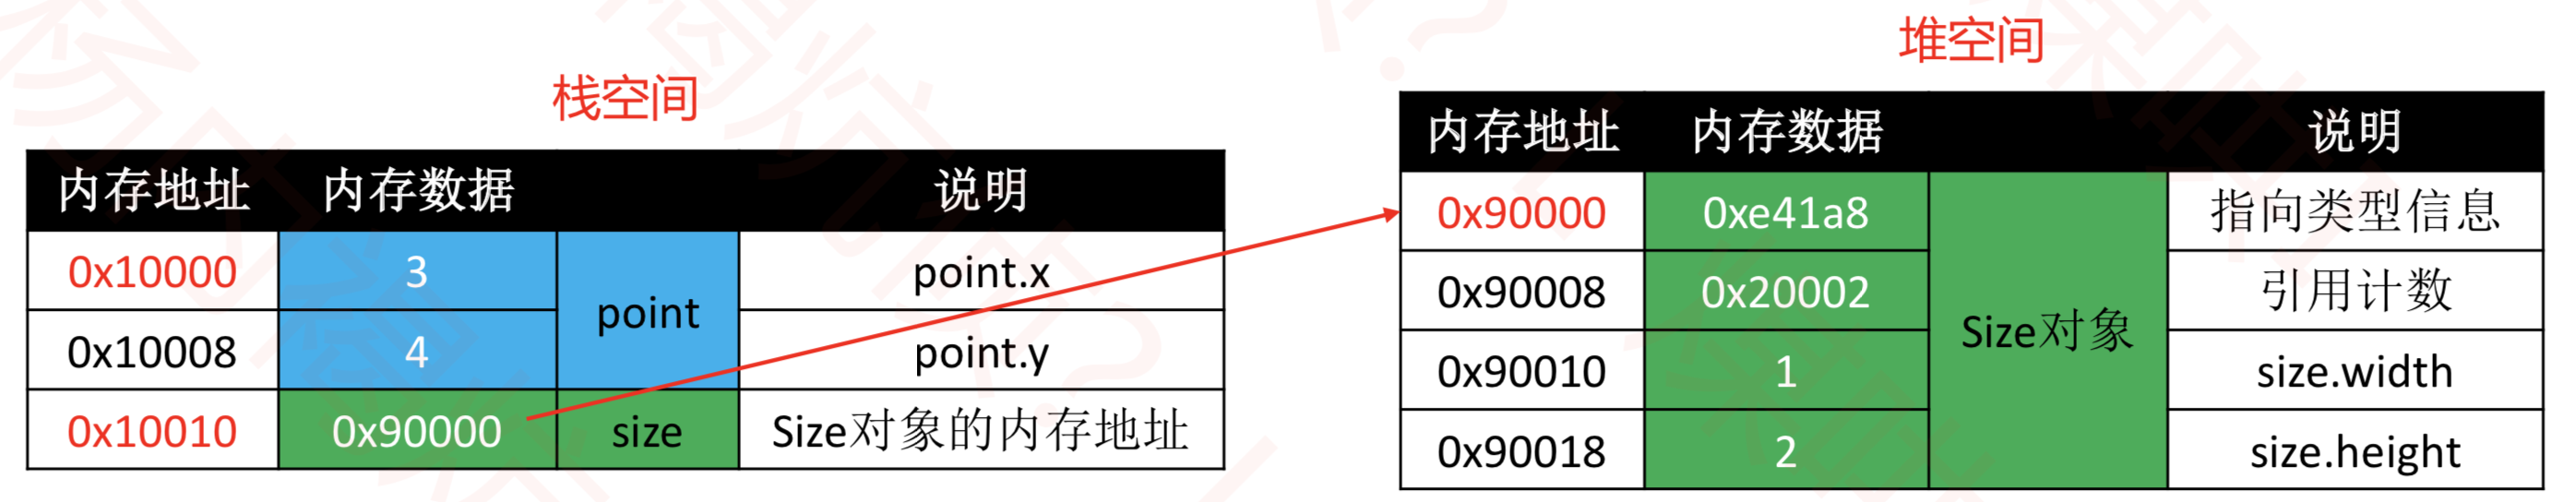 栈空间
内存地址 内存数据 说明
0x10000 3 point point.x
0x10008 4 point.y
0x10010 0x90000 size Size对象的内存地址
堆空间
内存地址 内存数据 说明
0x90000 0xe41a8 Size对象 指向类型信息
0x90008 0x20002 引用计数
0x90010 1 size.width
0x90018 2 size.height